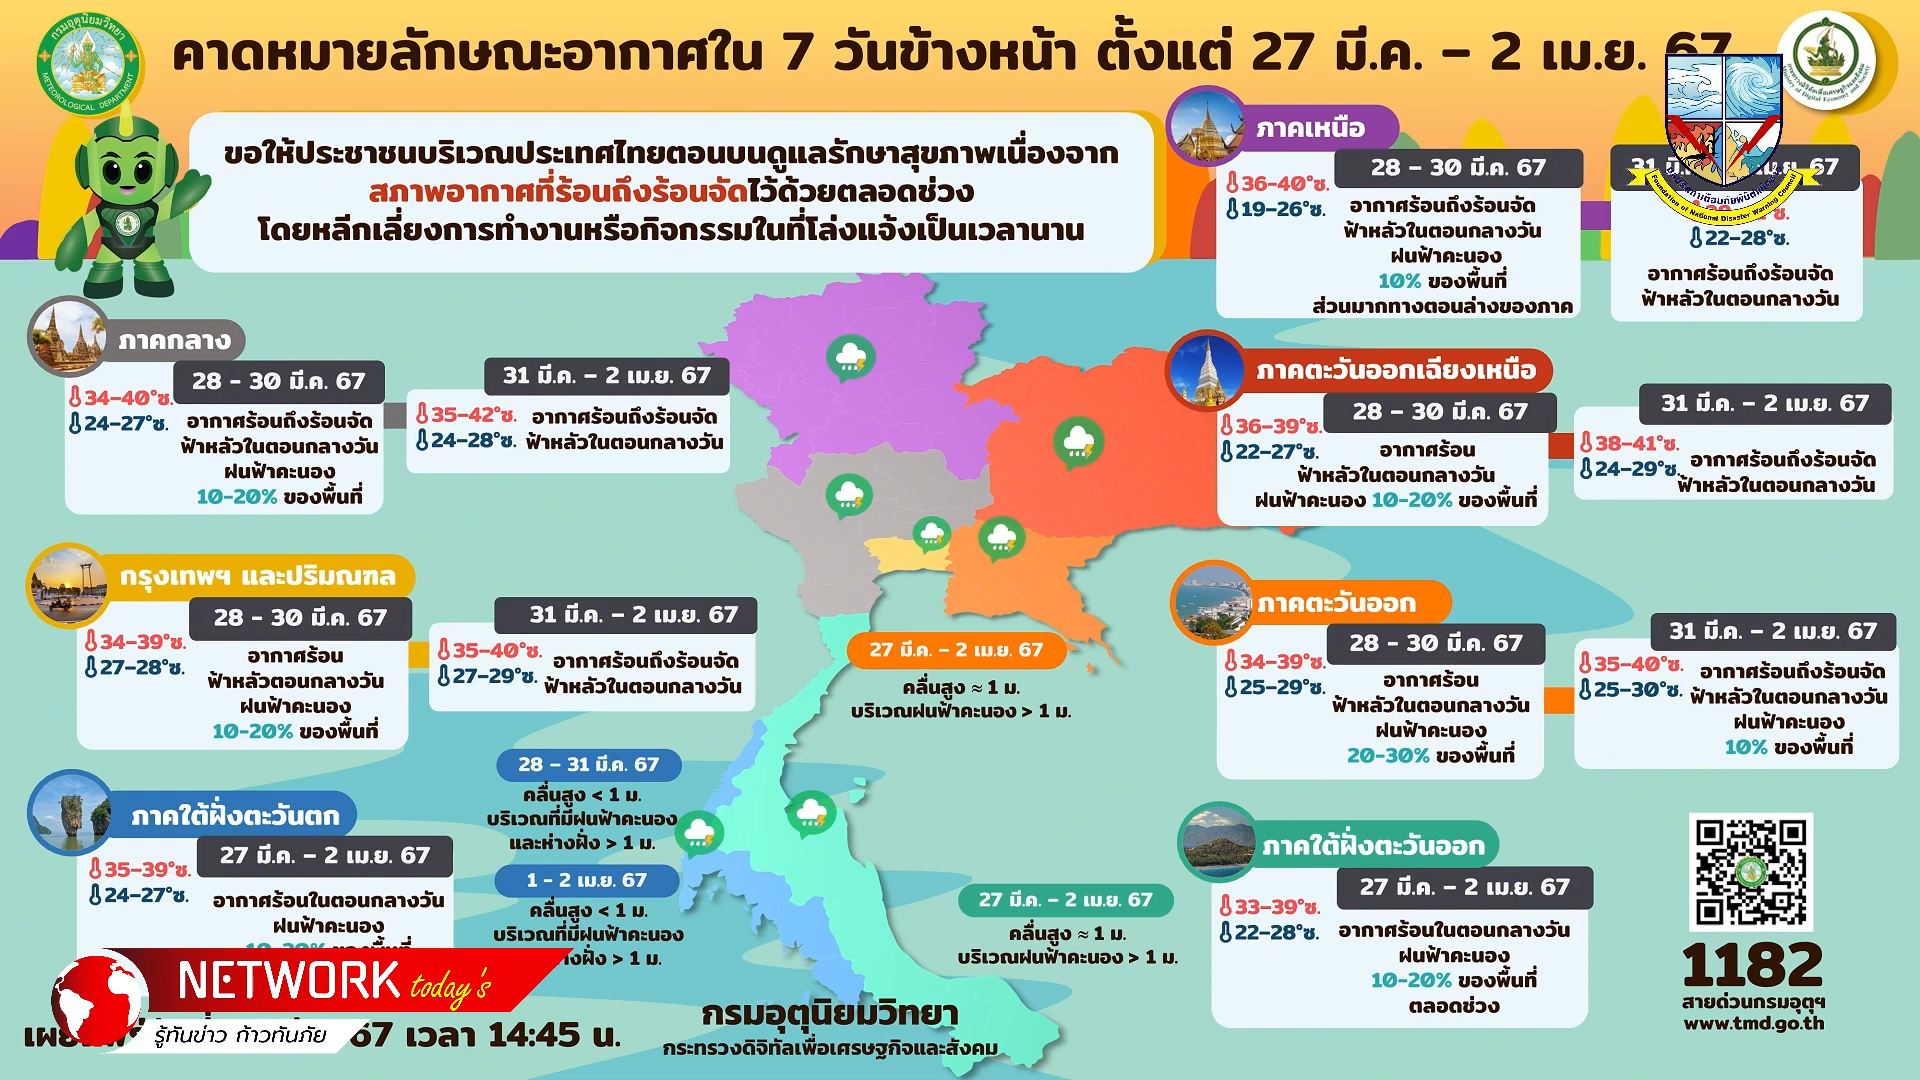 คาดหมายลักษณะอากาศใน 7 วันข้างหน้า ตั้งแต่ 27 มี.ค. – 2 เม.ย. 67
กรมอุตุนิยมวิทยา
METEOROLOGICAL DEPARTMENT
ขอให้ประชาชนบริเวณประเทศไทยตอนบนดูแลรักษาสุขภาพเนื่องจาก
สภาพอากาศที่ร้อนถึงร้อนจัดไว้ด้วยตลอดช่วง
โดยหลีกเลี่ยงการทำงานหรือกิจกรรมในที่โล่งแจ้งเป็นเวลานาน
ภาคเหนือ
28 – 30 มี.ค. 67
36–40°ซ.
19–26°ซ.
อากาศร้อนถึงร้อนจัด
ฟ้าหลัวในตอนกลางวัน
ฝนฟ้าคะนอง
10% ของพื้นที่
ส่วนมากทางตอนล่างของภาค
Foundation of National Disaster Warning Council
22–28°ซ.
อากาศร้อนถึงร้อนจัด
ฟ้าหลัวในตอนกลางวัน
ภาคกลาง
28 – 30 มี.ค. 67
34–40°ซ.
24–27°ซ.
อากาศร้อนถึงร้อนจัด
ฟ้าหลัวในตอนกลางวัน
ฝนฟ้าคะนอง
10–20% ของพื้นที่
31 มี.ค. – 2 เม.ย. 67
35–42°ซ.
24–28°ซ.
อากาศร้อนถึงร้อนจัด
ฟ้าหลัวในตอนกลางวัน
ภาคตะวันออกเฉียงเหนือ
28 – 30 มี.ค. 67
36–39°ซ.
22–27°ซ.
อากาศร้อน
ฟ้าหลัวในตอนกลางวัน
ฝนฟ้าคะนอง 10–20% ของพื้นที่
31 มี.ค. – 2 เม.ย. 67
38–41°ซ.
24–29°ซ.
อากาศร้อนถึงร้อนจัด
ฟ้าหลัวในตอนกลางวัน
กรุงเทพฯ และปริมณฑล
28 – 30 มี.ค. 67
34–39°ซ.
27–28°ซ.
อากาศร้อน
ฟ้าหลัวตอนกลางวัน
ฝนฟ้าคะนอง
10–20% ของพื้นที่
31 มี.ค. – 2 เม.ย. 67
35–40°ซ.
27–29°ซ.
อากาศร้อนถึงร้อนจัด
ฟ้าหลัวในตอนกลางวัน
27 มี.ค. – 2 เม.ย. 67
คลื่นสูง ≈ 1 ม.
บริเวณฝนฟ้าคะนอง > 1 ม.
ภาคตะวันออก
28 – 30 มี.ค. 67
34–39°ซ.
25–29°ซ.
อากาศร้อน
ฟ้าหลัวในตอนกลางวัน
ฝนฟ้าคะนอง
20–30% ของพื้นที่
31 มี.ค. – 2 เม.ย. 67
35–40°ซ.
25–30°ซ.
อากาศร้อนถึงร้อนจัด
ฟ้าหลัวในตอนกลางวัน
ฝนฟ้าคะนอง
10% ของพื้นที่
ภาคใต้ฝั่งตะวันตก
27 มี.ค. – 2 เม.ย. 67
35–39°ซ.
24–27°ซ.
อากาศร้อนในตอนกลางวัน
ฝนฟ้าคะนอง
28 – 31 มี.ค. 67
คลื่นสูง < 1 ม.
บริเวณที่มีฝนฟ้าคะนอง
และห่างฝั่ง > 1 ม.
1 – 2 เม.ย. 67
คลื่นสูง < 1 ม.
บริเวณที่มีฝนฟ้าคะนอง
> 1 ม.
27 มี.ค. – 2 เม.ย. 67
คลื่นสูง ≈ 1 ม.
บริเวณฝนฟ้าคะนอง > 1 ม.
ภาคใต้ฝั่งตะวันออก
27 มี.ค. – 2 เม.ย. 67
33–39°ซ.
22–28°ซ.
อากาศร้อนในตอนกลางวัน
ฝนฟ้าคะนอง
10–20% ของพื้นที่
ตลอดช่วง
1182
สายด่วนกรมอุตุฯ
www.tmd.go.th
NETWORK today's
รู้ทันข่าว ก้าวทันภัย
67 เวลา 14:45 น.
กรมอุตุนิยมวิทยา
กระทรวงดิจิทัลเพื่อเศรษฐกิจและสังคม